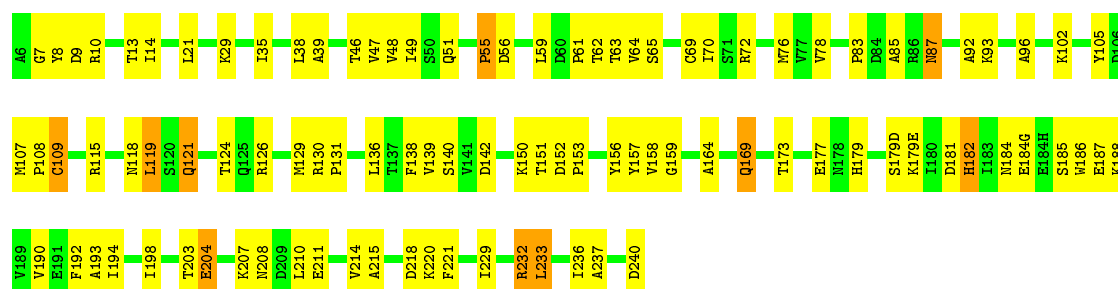 A6 G7 Y8 D9 R10 T13 I14 L21 K29 I35 L38 A39 T46 V47 V48 I49 S50 Q51 P55 D56 L59 D60 P61 T62 T63 V64 S65 C69 I70 S71 R72 M76 V77 V78 P83 D84 A85 R86 N87 A92 K93 A96 K102 Y105 D106
M107 P108 C109 R115 N118 L119 S120 Q121 T124 Q125 R126 M129 R130 P131 L136 T137 F138 V139 S140 V141 D142 K150 T151 D152 P153 Y156 Y157 V158 G159 A164 Q169 T173 E177 N178 H179 S179D K179E I180 D181 H182 I183 N184 E184G E184H S185 W186 E187 K188
V189 V190 E191 F192 A193 I194 I198 T203 E204 K207 N208 D209 L210 E211 V214 A215 D218 K220 F221 I229 R232 L233 I236 A237 D240